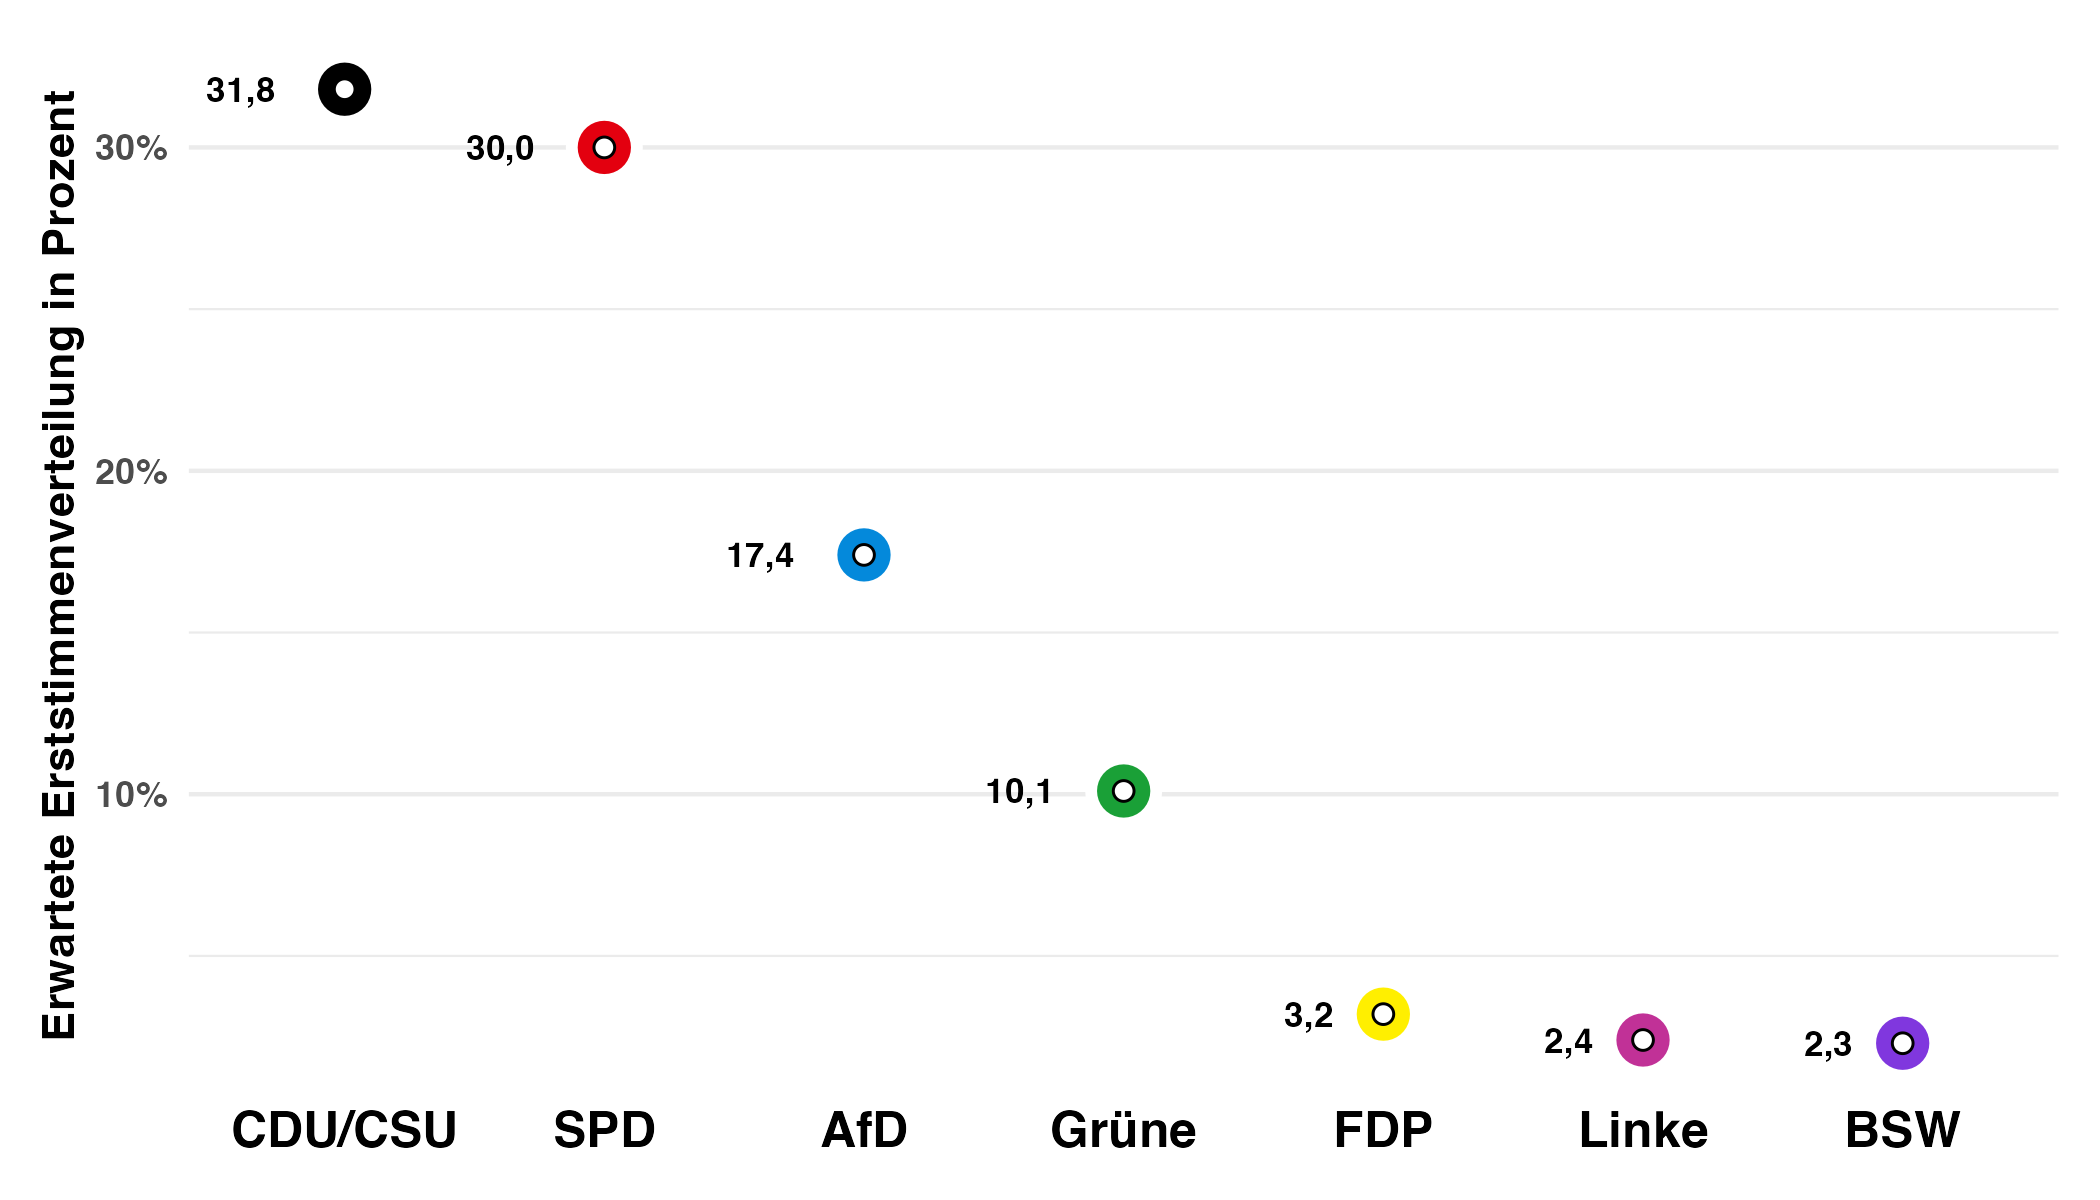 Erwartete Erststimmenverteilung in Prozent
31,8
30%
30,0
20%
17,4
10%
10,1
3,2
2,4
2,3
CDU/CSU
SPD
AfD
Grüne
FDP
Linke
BSW